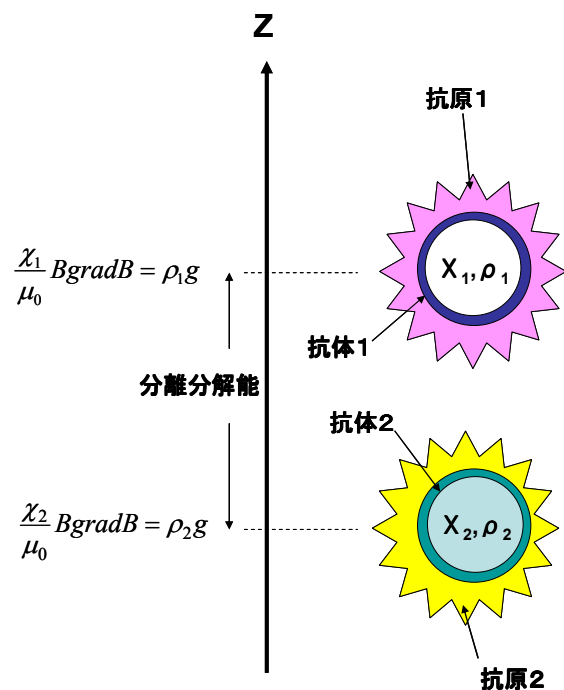 Z
抗原1
χ₁/μ₀ BgradB = ρ₁g
X₁,ρ₁
抗体1
分離分解能
抗体2
χ₂/μ₀ BgradB = ρ₂g
X₂,ρ₂
抗原2